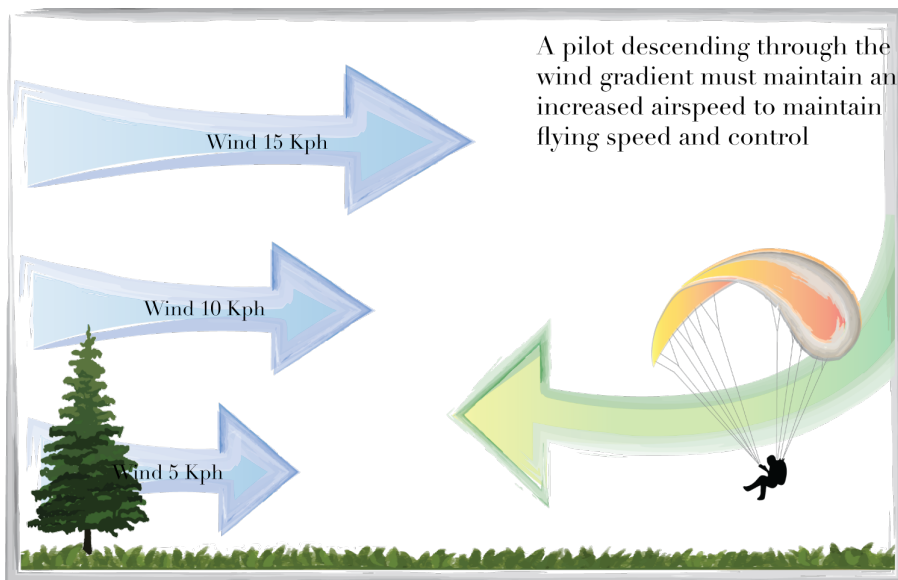 A pilot descending through the
wind gradient must maintain an
increased airspeed to maintain
flying speed and control
Wind 15 Kph
Wind 10 Kph
Wind 5 Kph